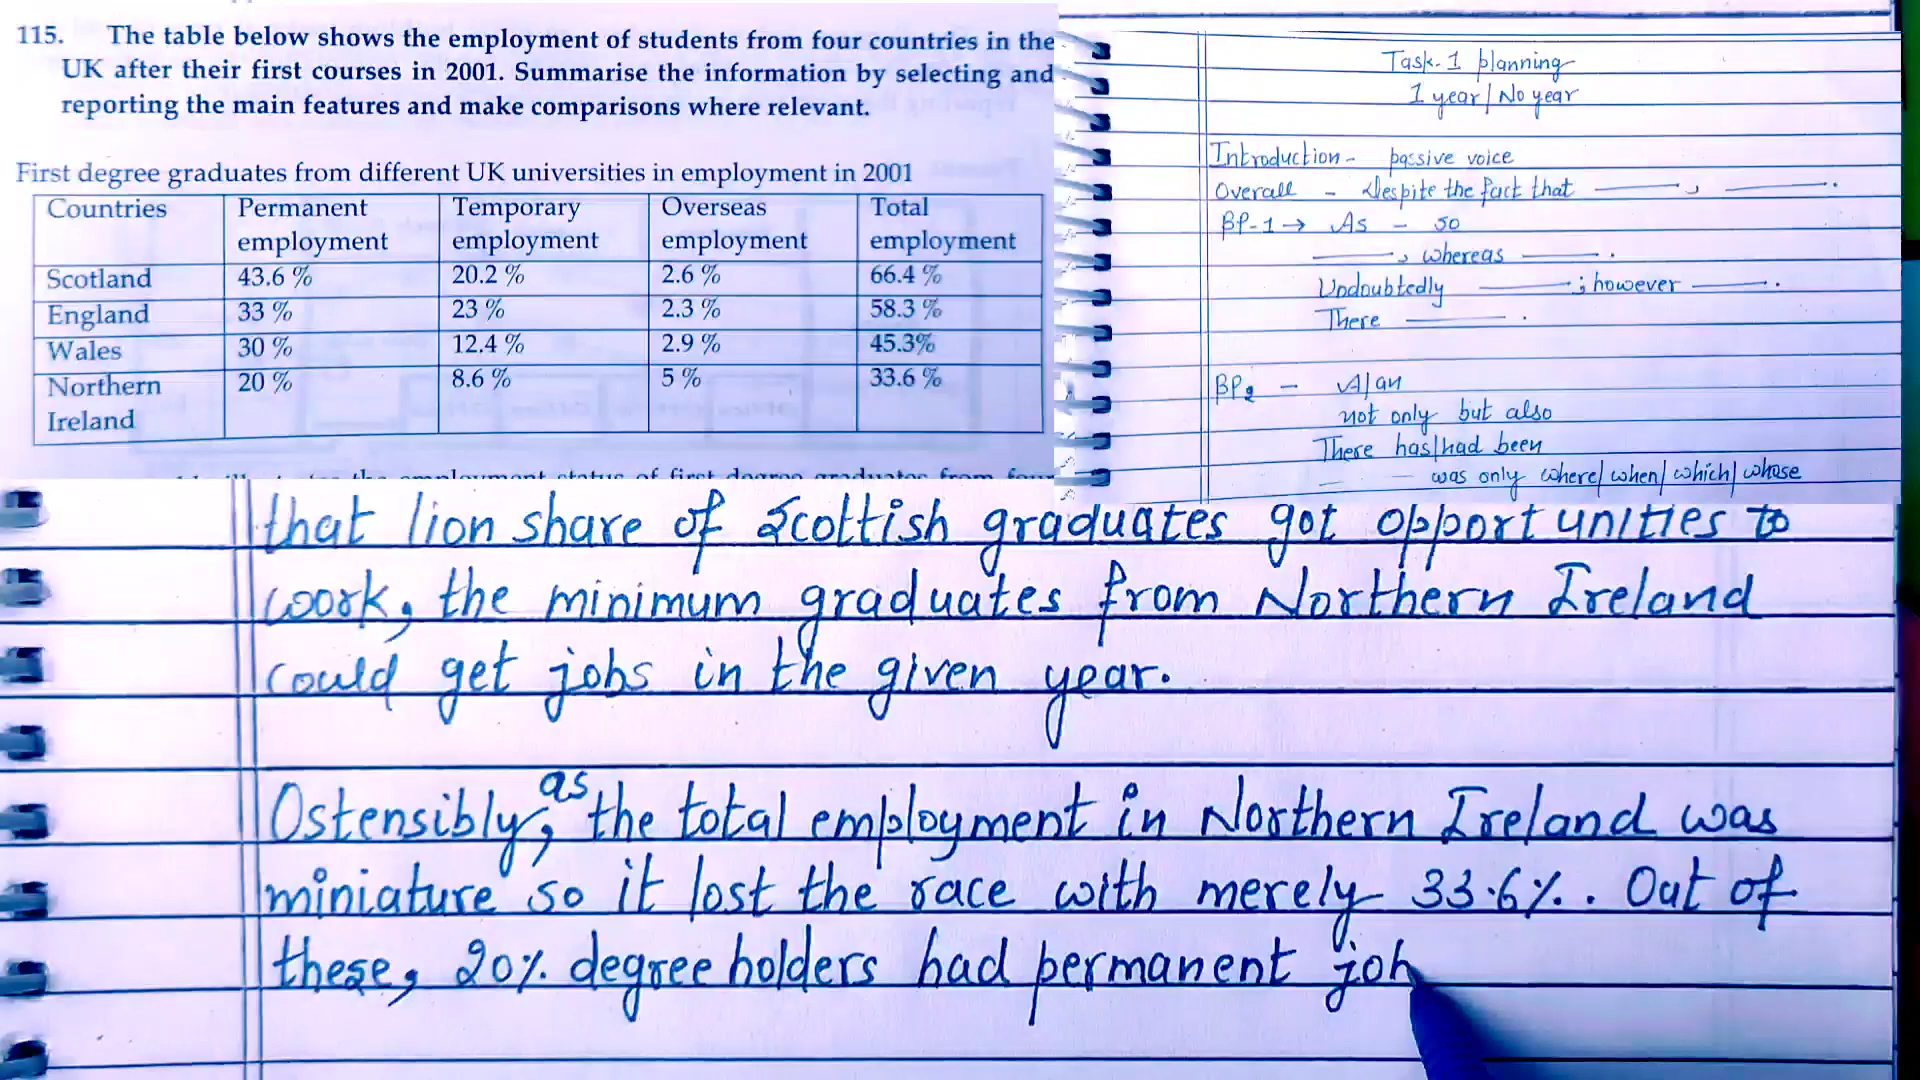 115. The table below shows the employment of students from four countries in the
UK after their first courses in 2001. Summarise the information by selecting and
reporting the main features and make comparisons where relevant.
First degree graduates from different UK universities in employment in 2001
Countries Permanent employment Temporary employment Overseas employment Total employment
Scotland 43.6 % 20.2 % 2.6 % 66.4 %
England 33 % 23 % 2.3 % 58.3 %
Wales 30 % 12.4 % 2.9 % 45.3%
Northern Ireland 20 % 8.6 % 5 % 33.6 %
Task-1 planning
1 year/No year
Introduction - passive voice
Overall - despite the fact that ——, ——.
BP-1 → As - so
——, whereas ——.
Undoubtedly ——; however ——.
There ——.
BP2 - A/an
not only but also
There has/had been
— — was only where/when/which/whose
that lion share of Scottish graduates got opportunities to
work, the minimum graduates from Northern Ireland
could get jobs in the given year.
Ostensibly, as the total employment in Northern Ireland was
miniature so it lost the race with merely 33.6%. Out of
these, 20% degree holders had permanent job